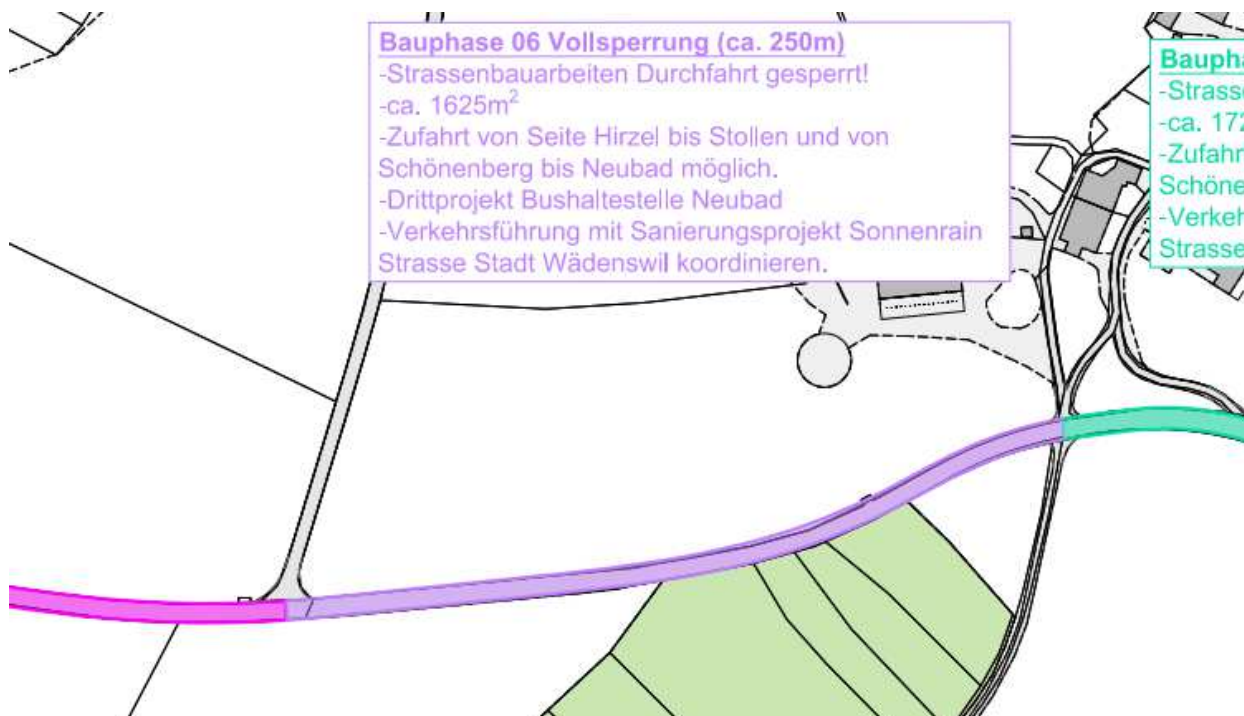 Bauphase 06 Vollsperrung (ca. 250m)
-Strassenbauarbeiten Durchfahrt gesperrt!
-ca. 1625m²
-Zufahrt von Seite Hirzel bis Stollen und von
Schönenberg bis Neubad möglich.
-Drittprojekt Bushaltestelle Neubad
-Verkehrsführung mit Sanierungsprojekt Sonnenrain
Strasse Stadt Wädenswil koordinieren.
Baupha
-Strasse
-ca. 172
-Zufahr
Schöne
-Verkeh
Strasse